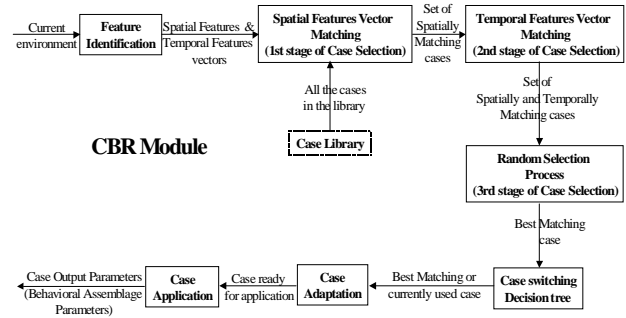 Current
environment
Feature
Identification
Spatial Features &
Temporal Features
vectors
Spatial Features Vector
Matching
(1st stage of Case Selection)
Set of
Spatially
Matching
cases
Temporal Features Vector
Matching
(2nd stage of Case Selection)
All the cases
in the library
Case Library
CBR Module
Set of
Spatially and Temporally
Matching cases
Random Selection
Process
(3rd stage of Case Selection)
Best Matching
case
Case switching
Decision tree
Best Matching or
currently used case
Case
Adaptation
Case ready
for application
Case
Application
Case Output Parameters
(Behavioral Assemblage
Parameters)